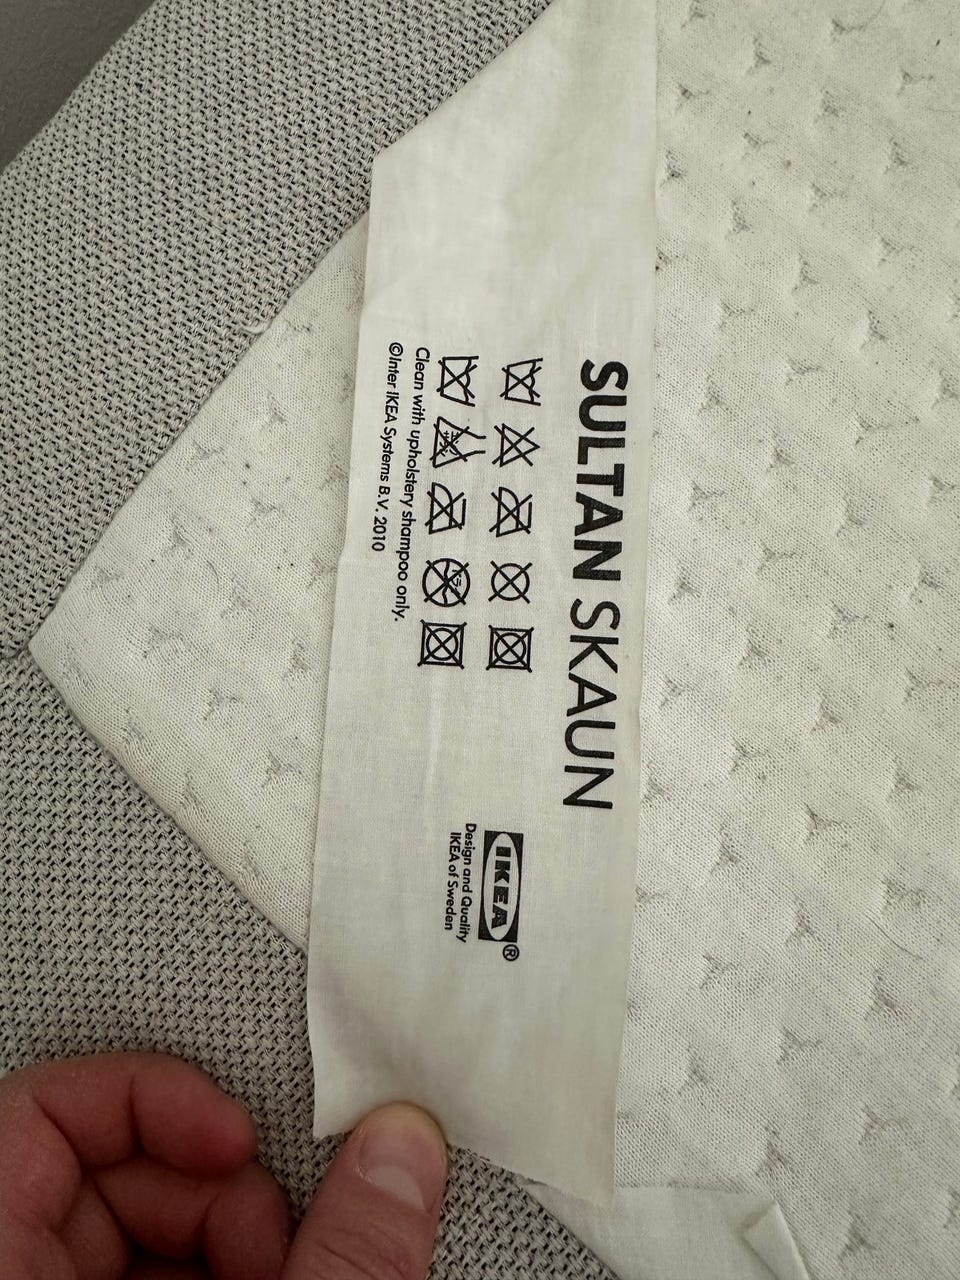 SULTAN SKAUN
Clean with upholstery shampoo only.
©Inter IKEA Systems B.V. 2010
IKEA®
Design and Quality
IKEA of Sweden